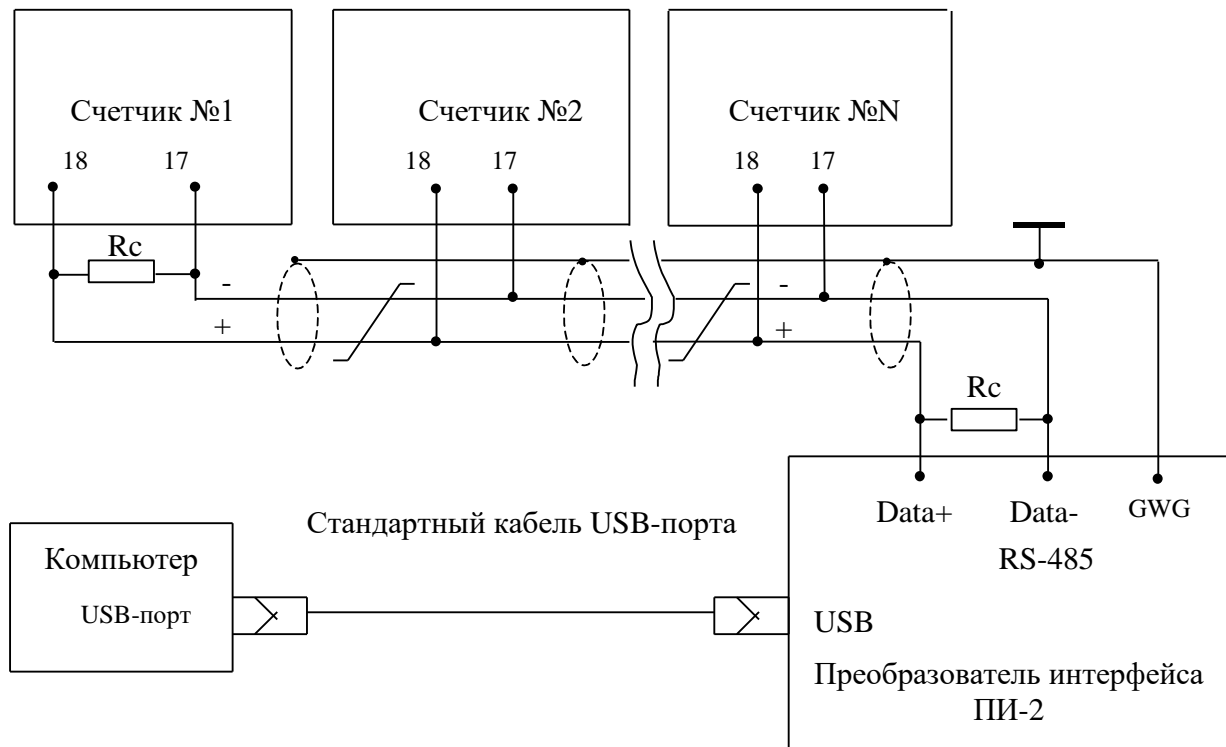 Счетчик №1
Счетчик №2
Счетчик №N
18
17
18
17
18
17
Rc
-
+
-
+
Rc
Data+
Data-
GWG
RS-485
Стандартный кабель USB-порта
Компьютер
USB-порт
USB
Преобразователь интерфейса
ПИ-2